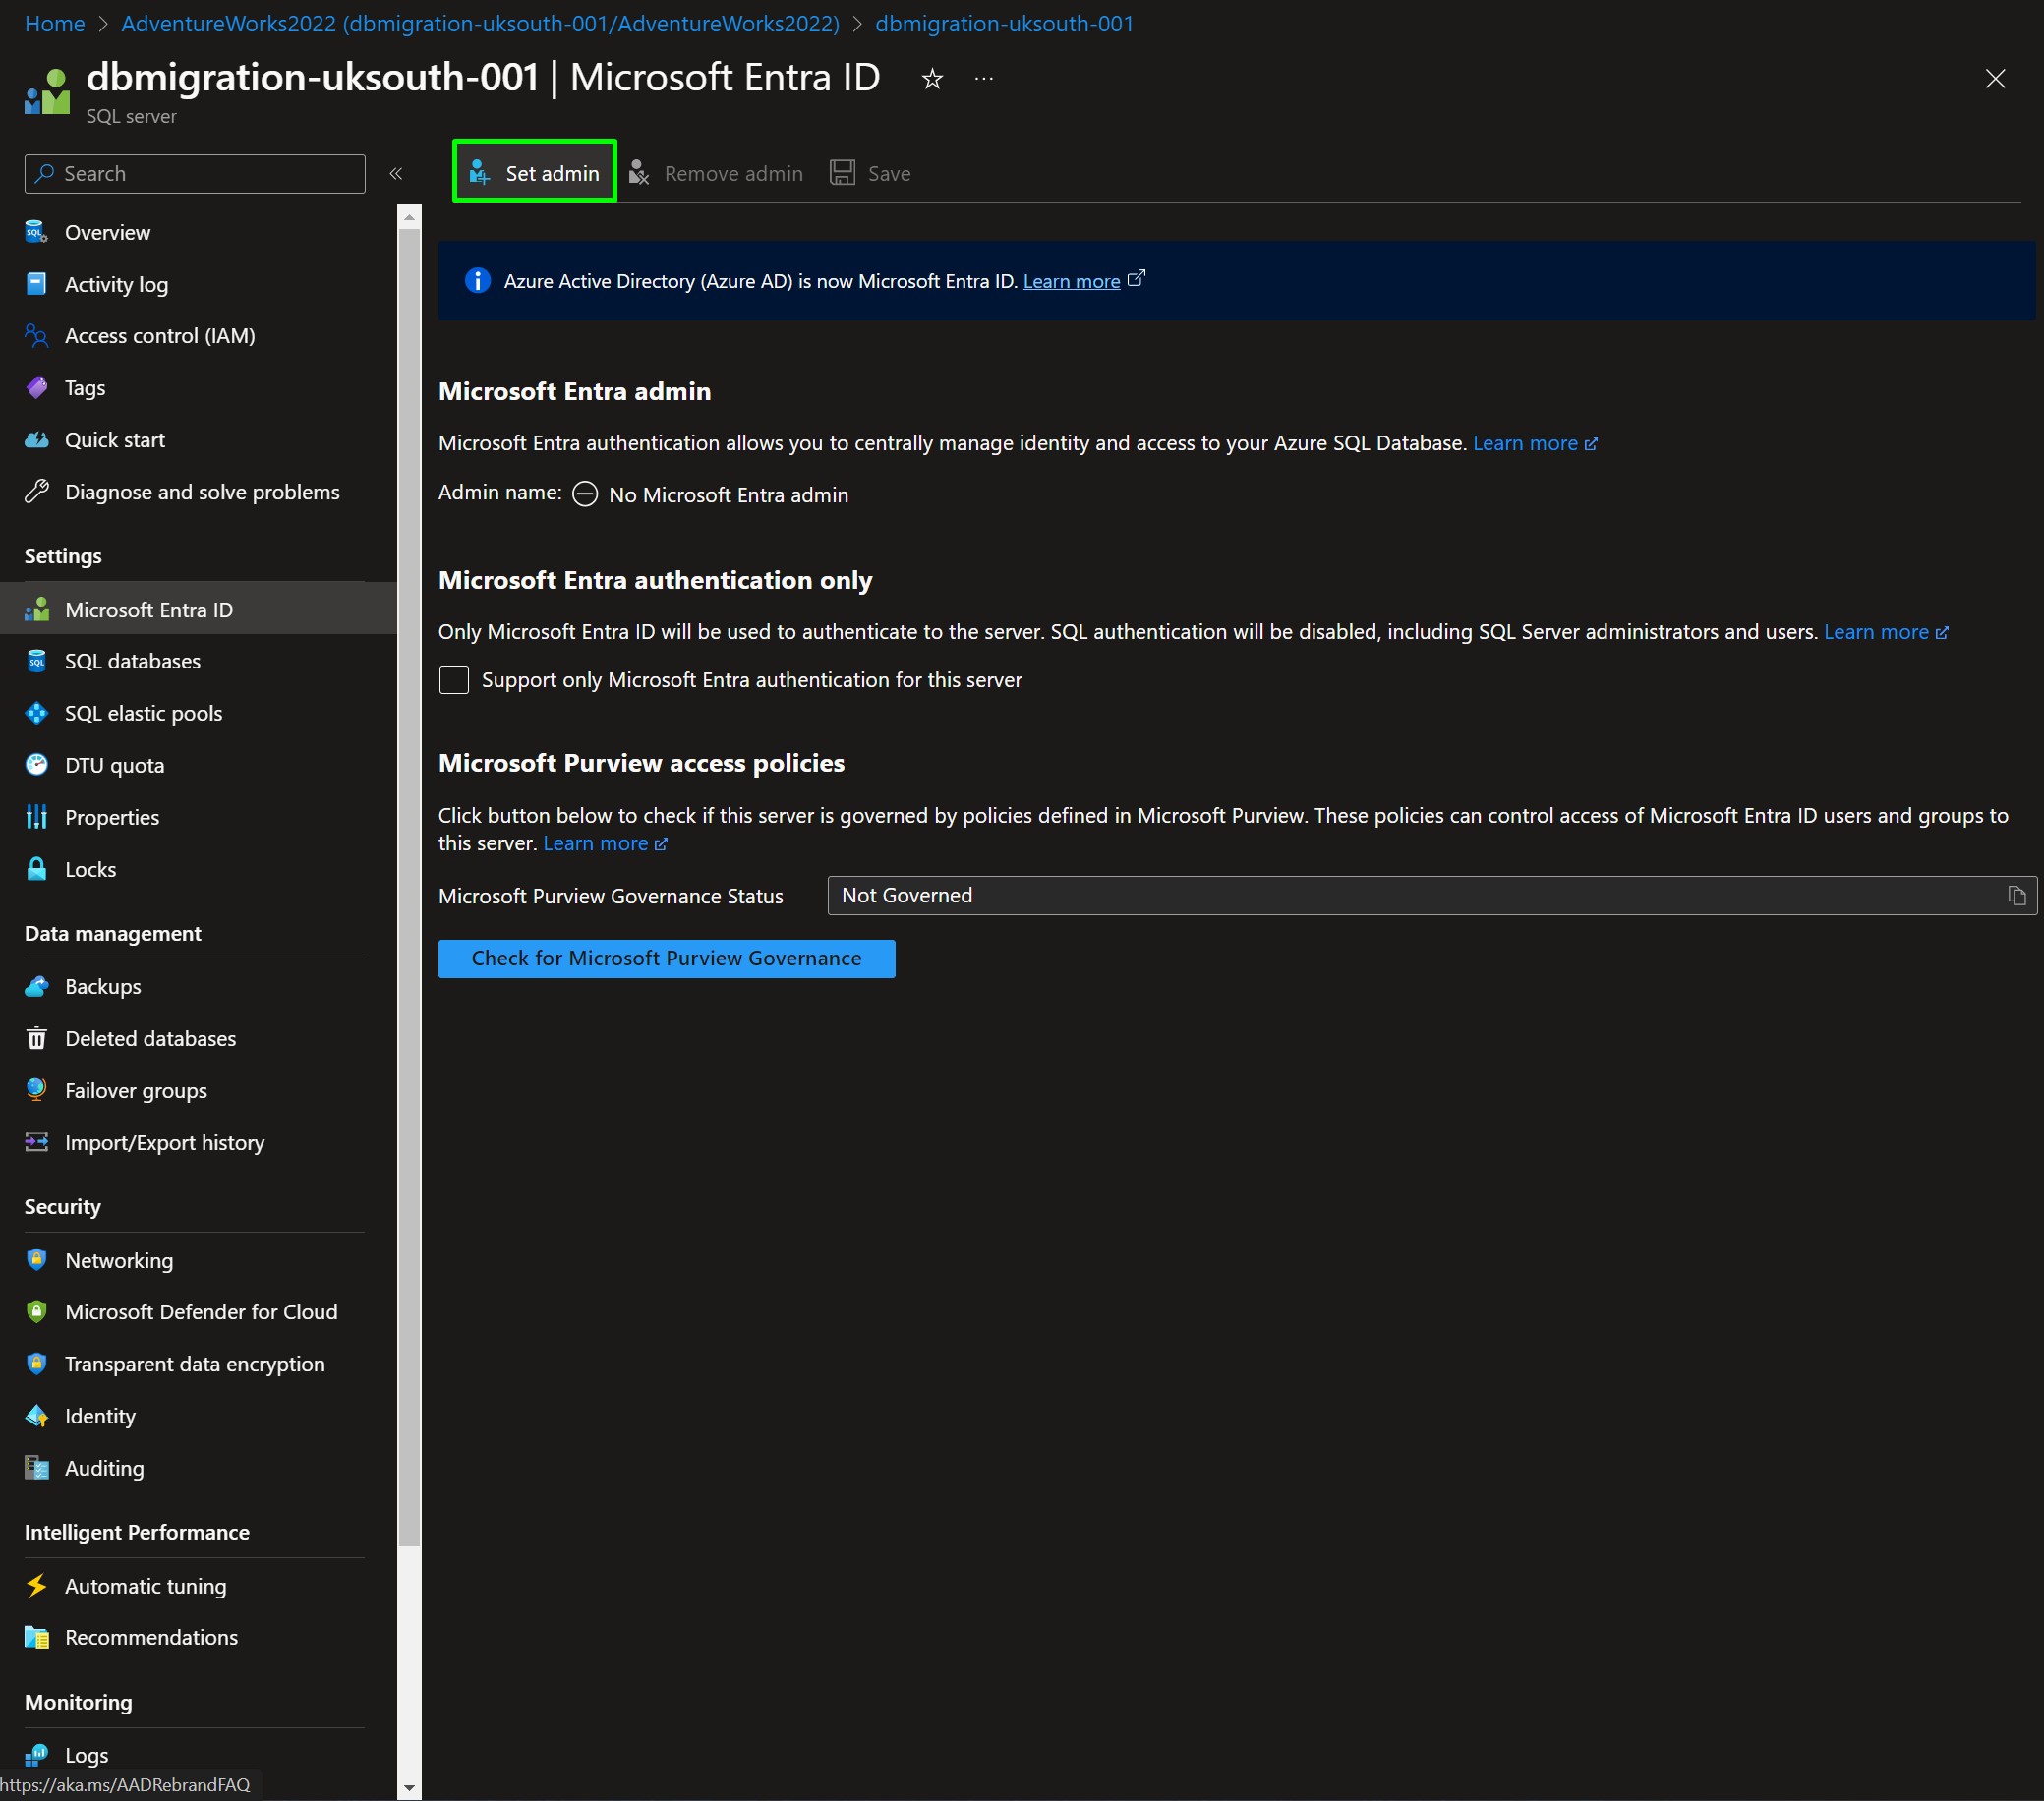 Home > AdventureWorks2022 (dbmigration-uksouth-001/AdventureWorks2022) > dbmigration-uksouth-001
dbmigration-uksouth-001 | Microsoft Entra ID
SQL server
Search
Set admin
Remove admin
Save
Overview
Activity log
Access control (IAM)
Tags
Quick start
Diagnose and solve problems
Settings
Microsoft Entra ID
SQL databases
SQL elastic pools
DTU quota
Properties
Locks
Data management
Backups
Deleted databases
Failover groups
Import/Export history
Security
Networking
Microsoft Defender for Cloud
Transparent data encryption
Identity
Auditing
Intelligent Performance
Automatic tuning
Recommendations
Monitoring
Logs
https://aka.ms/AADRebrandFAQ
Azure Active Directory (Azure AD) is now Microsoft Entra ID. Learn more
Microsoft Entra admin
Microsoft Entra authentication allows you to centrally manage identity and access to your Azure SQL Database. Learn more
Admin name: No Microsoft Entra admin
Microsoft Entra authentication only
Only Microsoft Entra ID will be used to authenticate to the server. SQL authentication will be disabled, including SQL Server administrators and users. Learn more
Support only Microsoft Entra authentication for this server
Microsoft Purview access policies
Click button below to check if this server is governed by policies defined in Microsoft Purview. These policies can control access of Microsoft Entra ID users and groups to
this server. Learn more
Microsoft Purview Governance Status
Not Governed
Check for Microsoft Purview Governance